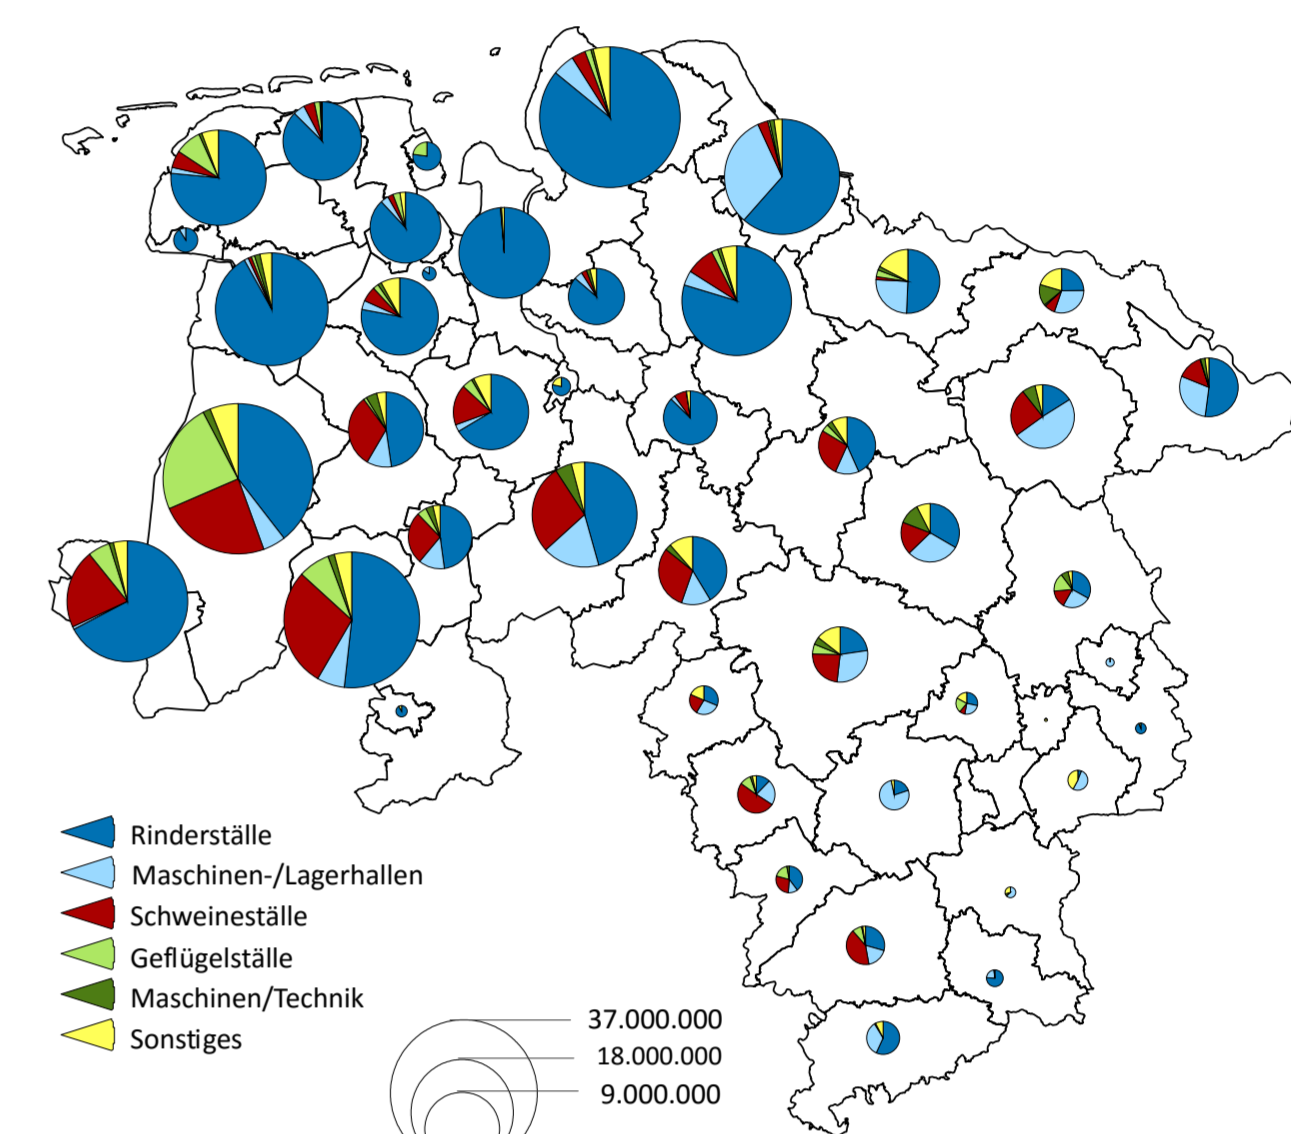 Rinderställe
Maschinen-/Lagerhallen
Schweineställe
Geflügelställe
Maschinen/Technik
Sonstiges
37.000.000
18.000.000
9.000.000